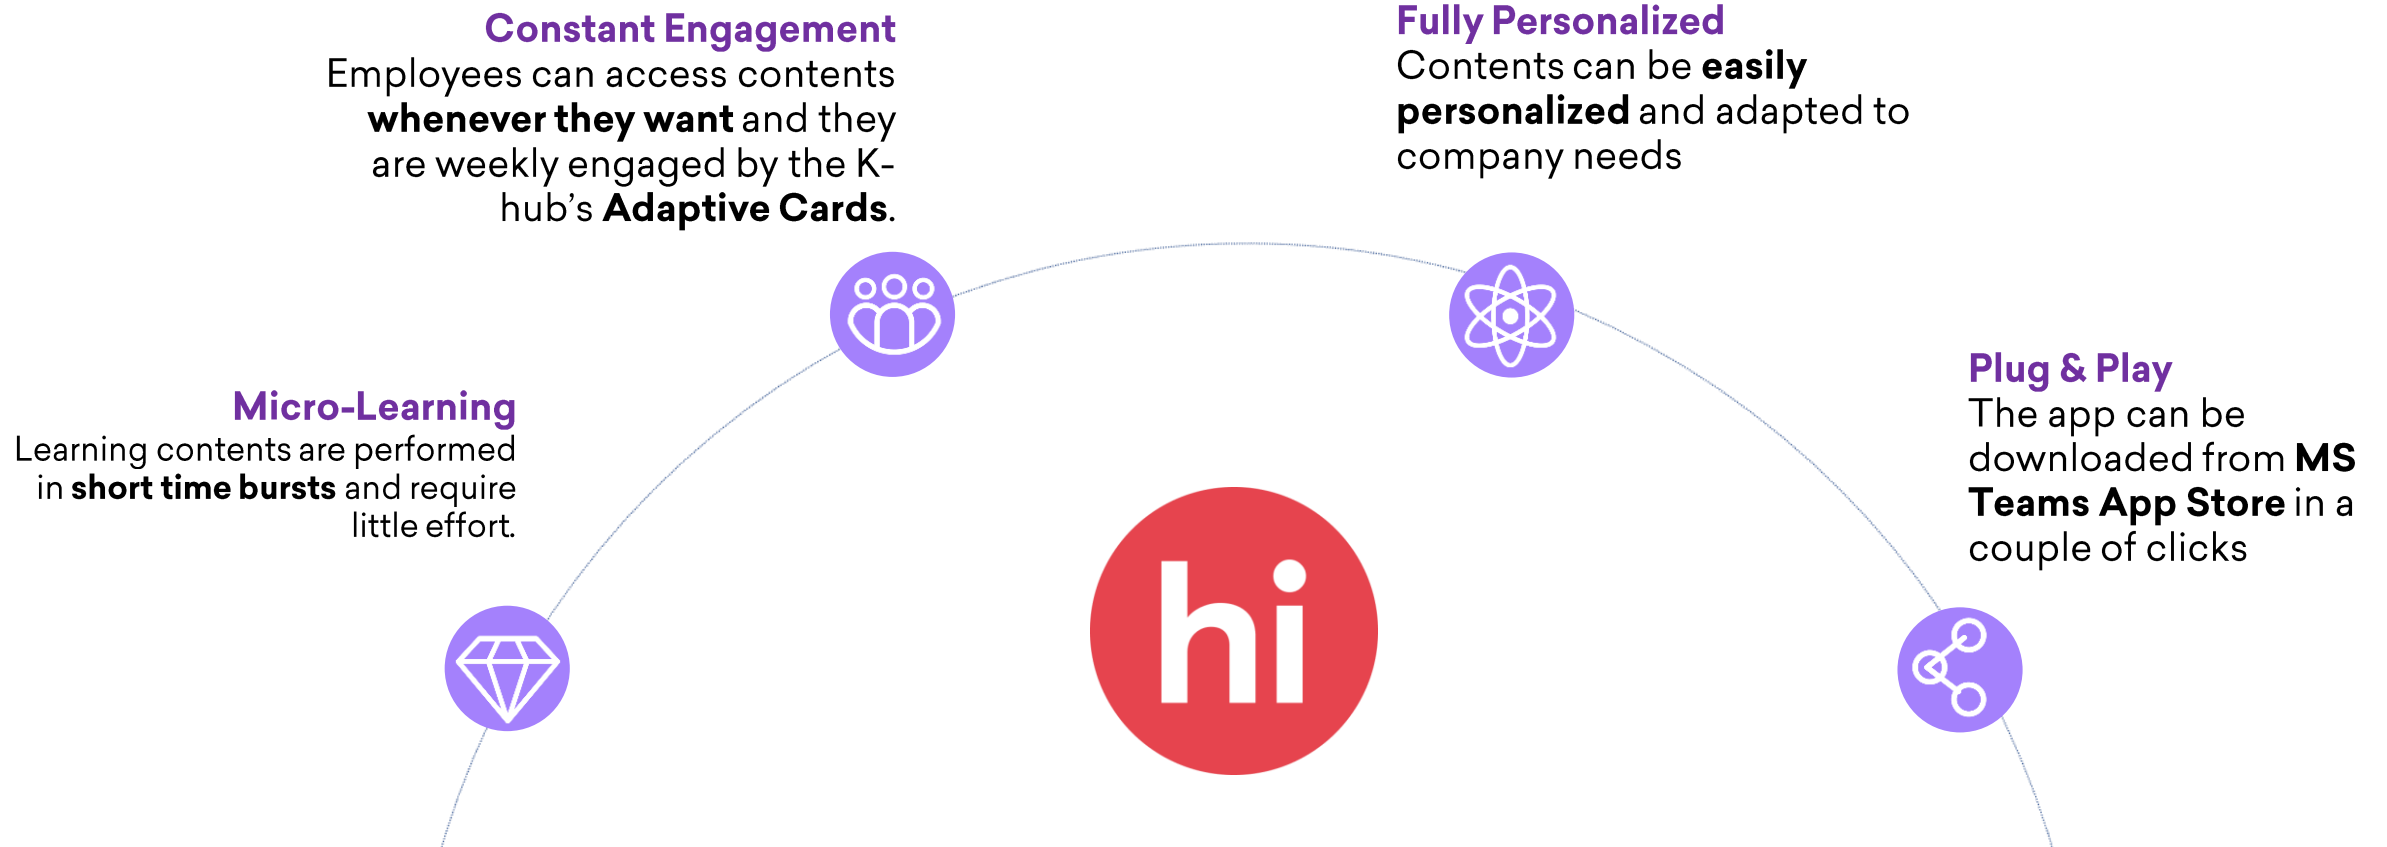 Constant Engagement
Employees can access contents
whenever they want and they
are weekly engaged by the K-
hub’s Adaptive Cards.
Fully Personalized
Contents can be easily
personalized and adapted to
company needs
Micro-Learning
Learning contents are performed
in short time bursts and require
little effort.
Plug & Play
The app can be
downloaded from MS
Teams App Store in a
couple of clicks
hi